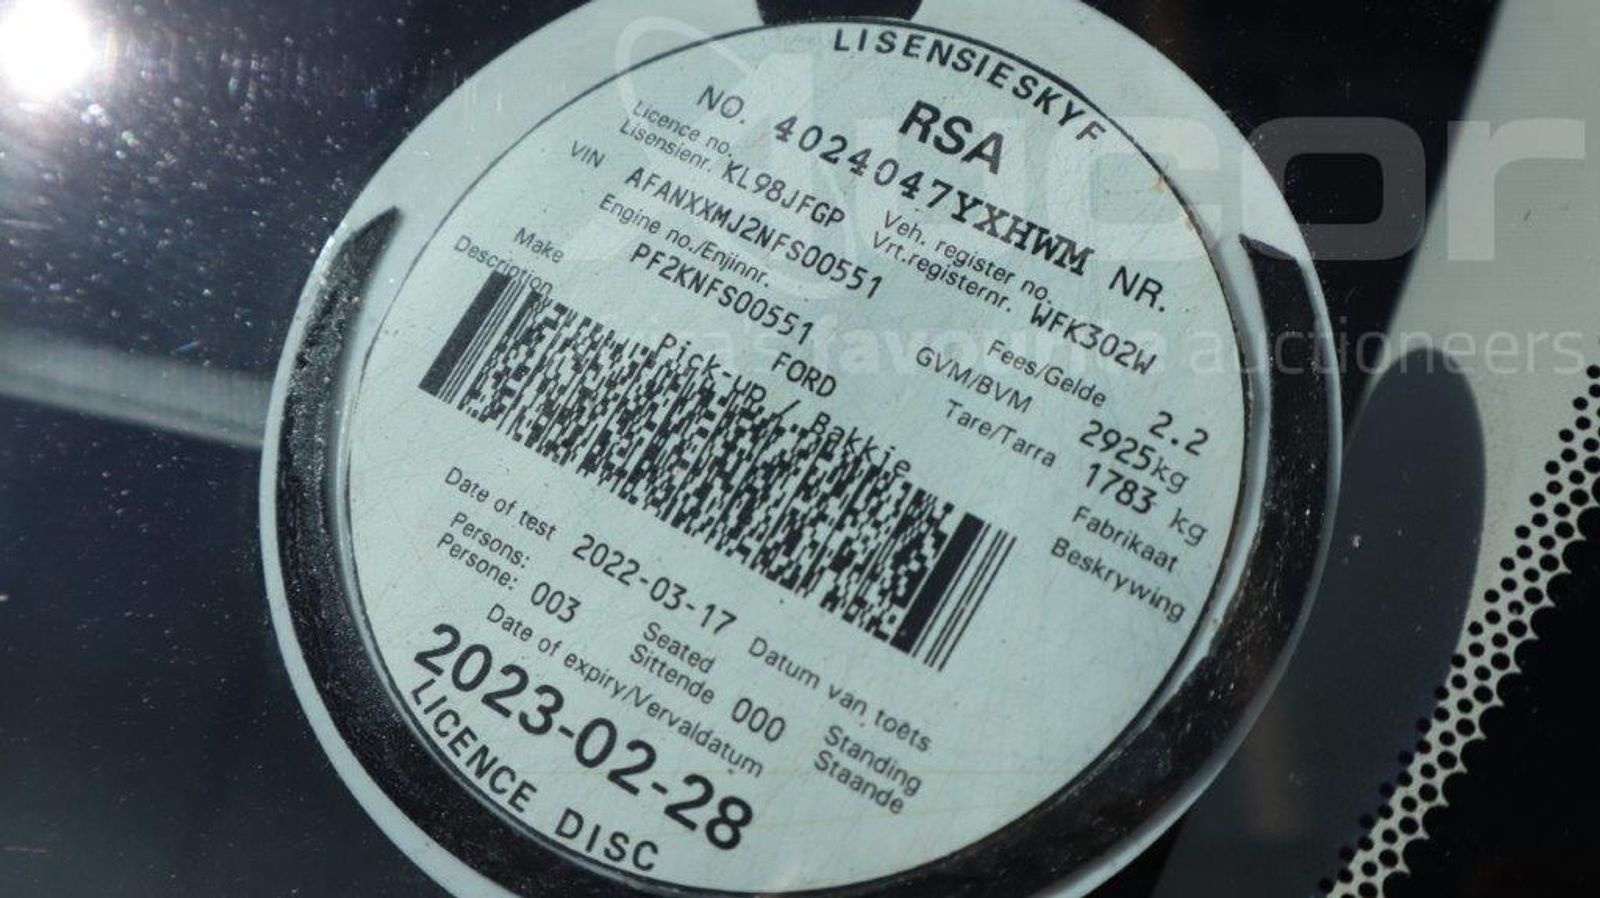 LISENSIESKYF
RSA
NO. 4024047YXHWM NR.
Licence no. Lisensienr. KL98JFGP Veh. register no. Vrt.registernr. WFK302W
VIN AFANXXMJ2NFS00551 Fees/Gelde 2.2
Engine no./Enjinnr. PF2KNFS00551 GVM/BVM 2925kg
Tare/Tarra 1783 kg
Make FORD Fabrikaat
Description Pick-up / Bakkie Beskrywing
Date of test 2022-03-17 Datum van toets
Persons: Persone: 003 Seated Sittende 000 Standing Staande
Date of expiry/Vervaldatum
2023-02-28
LICENCE DISC
Aucor
favourite auctioneers